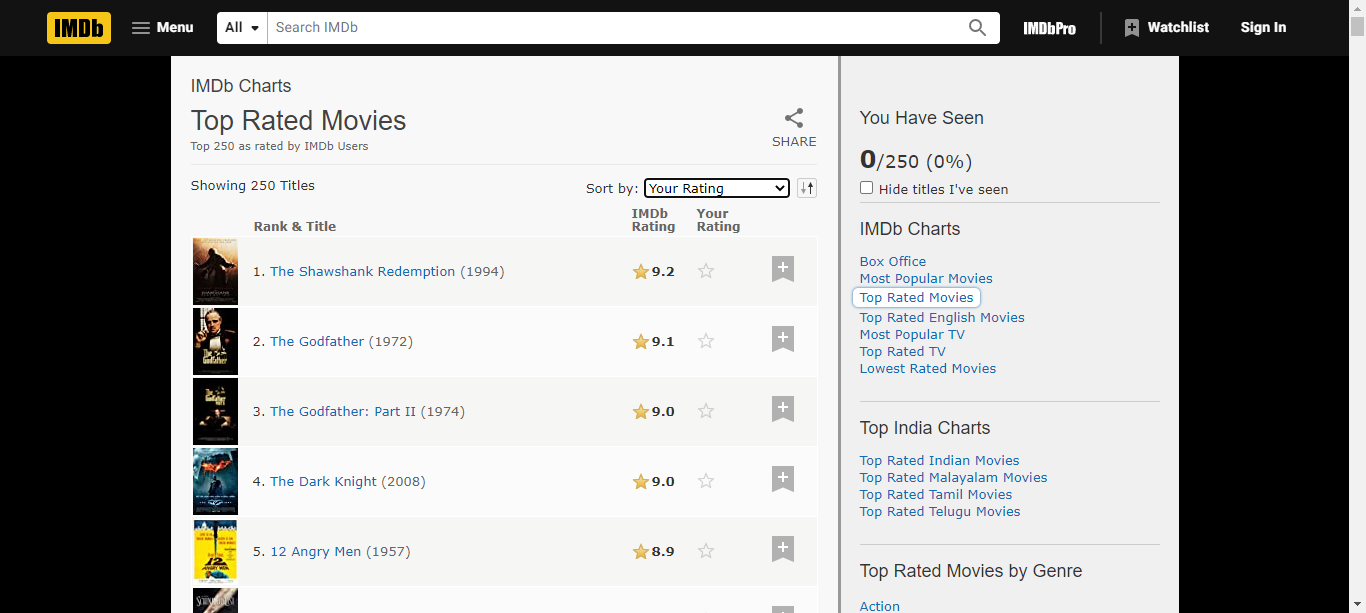 IMDb Menu All Search IMDb IMDbPro Watchlist Sign In
IMDb Charts
Top Rated Movies
Top 250 as rated by IMDb Users
SHARE
Showing 250 Titles
Sort by: Your Rating
Rank & Title
IMDb Rating
Your Rating
1. The Shawshank Redemption (1994) 9.2
2. The Godfather (1972) 9.1
3. The Godfather: Part II (1974) 9.0
4. The Dark Knight (2008) 9.0
5. 12 Angry Men (1957) 8.9
You Have Seen
0/250 (0%)
Hide titles I've seen
IMDb Charts
Box Office
Most Popular Movies
Top Rated Movies
Top Rated English Movies
Most Popular TV
Top Rated TV
Lowest Rated Movies
Top India Charts
Top Rated Indian Movies
Top Rated Malayalam Movies
Top Rated Tamil Movies
Top Rated Telugu Movies
Top Rated Movies by Genre
Action